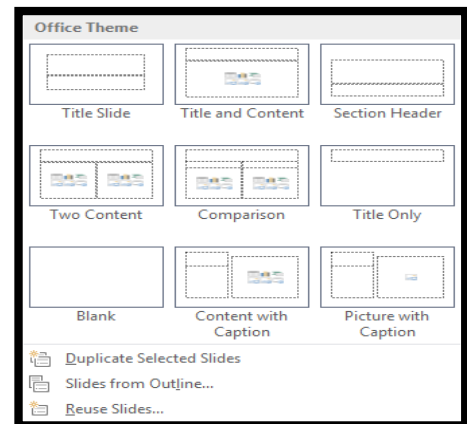 Office Theme
Title Slide
Title and Content
Section Header
Two Content
Comparison
Title Only
Blank
Content with
Caption
Picture with
Caption
Duplicate Selected Slides
Slides from Outline...
Reuse Slides...